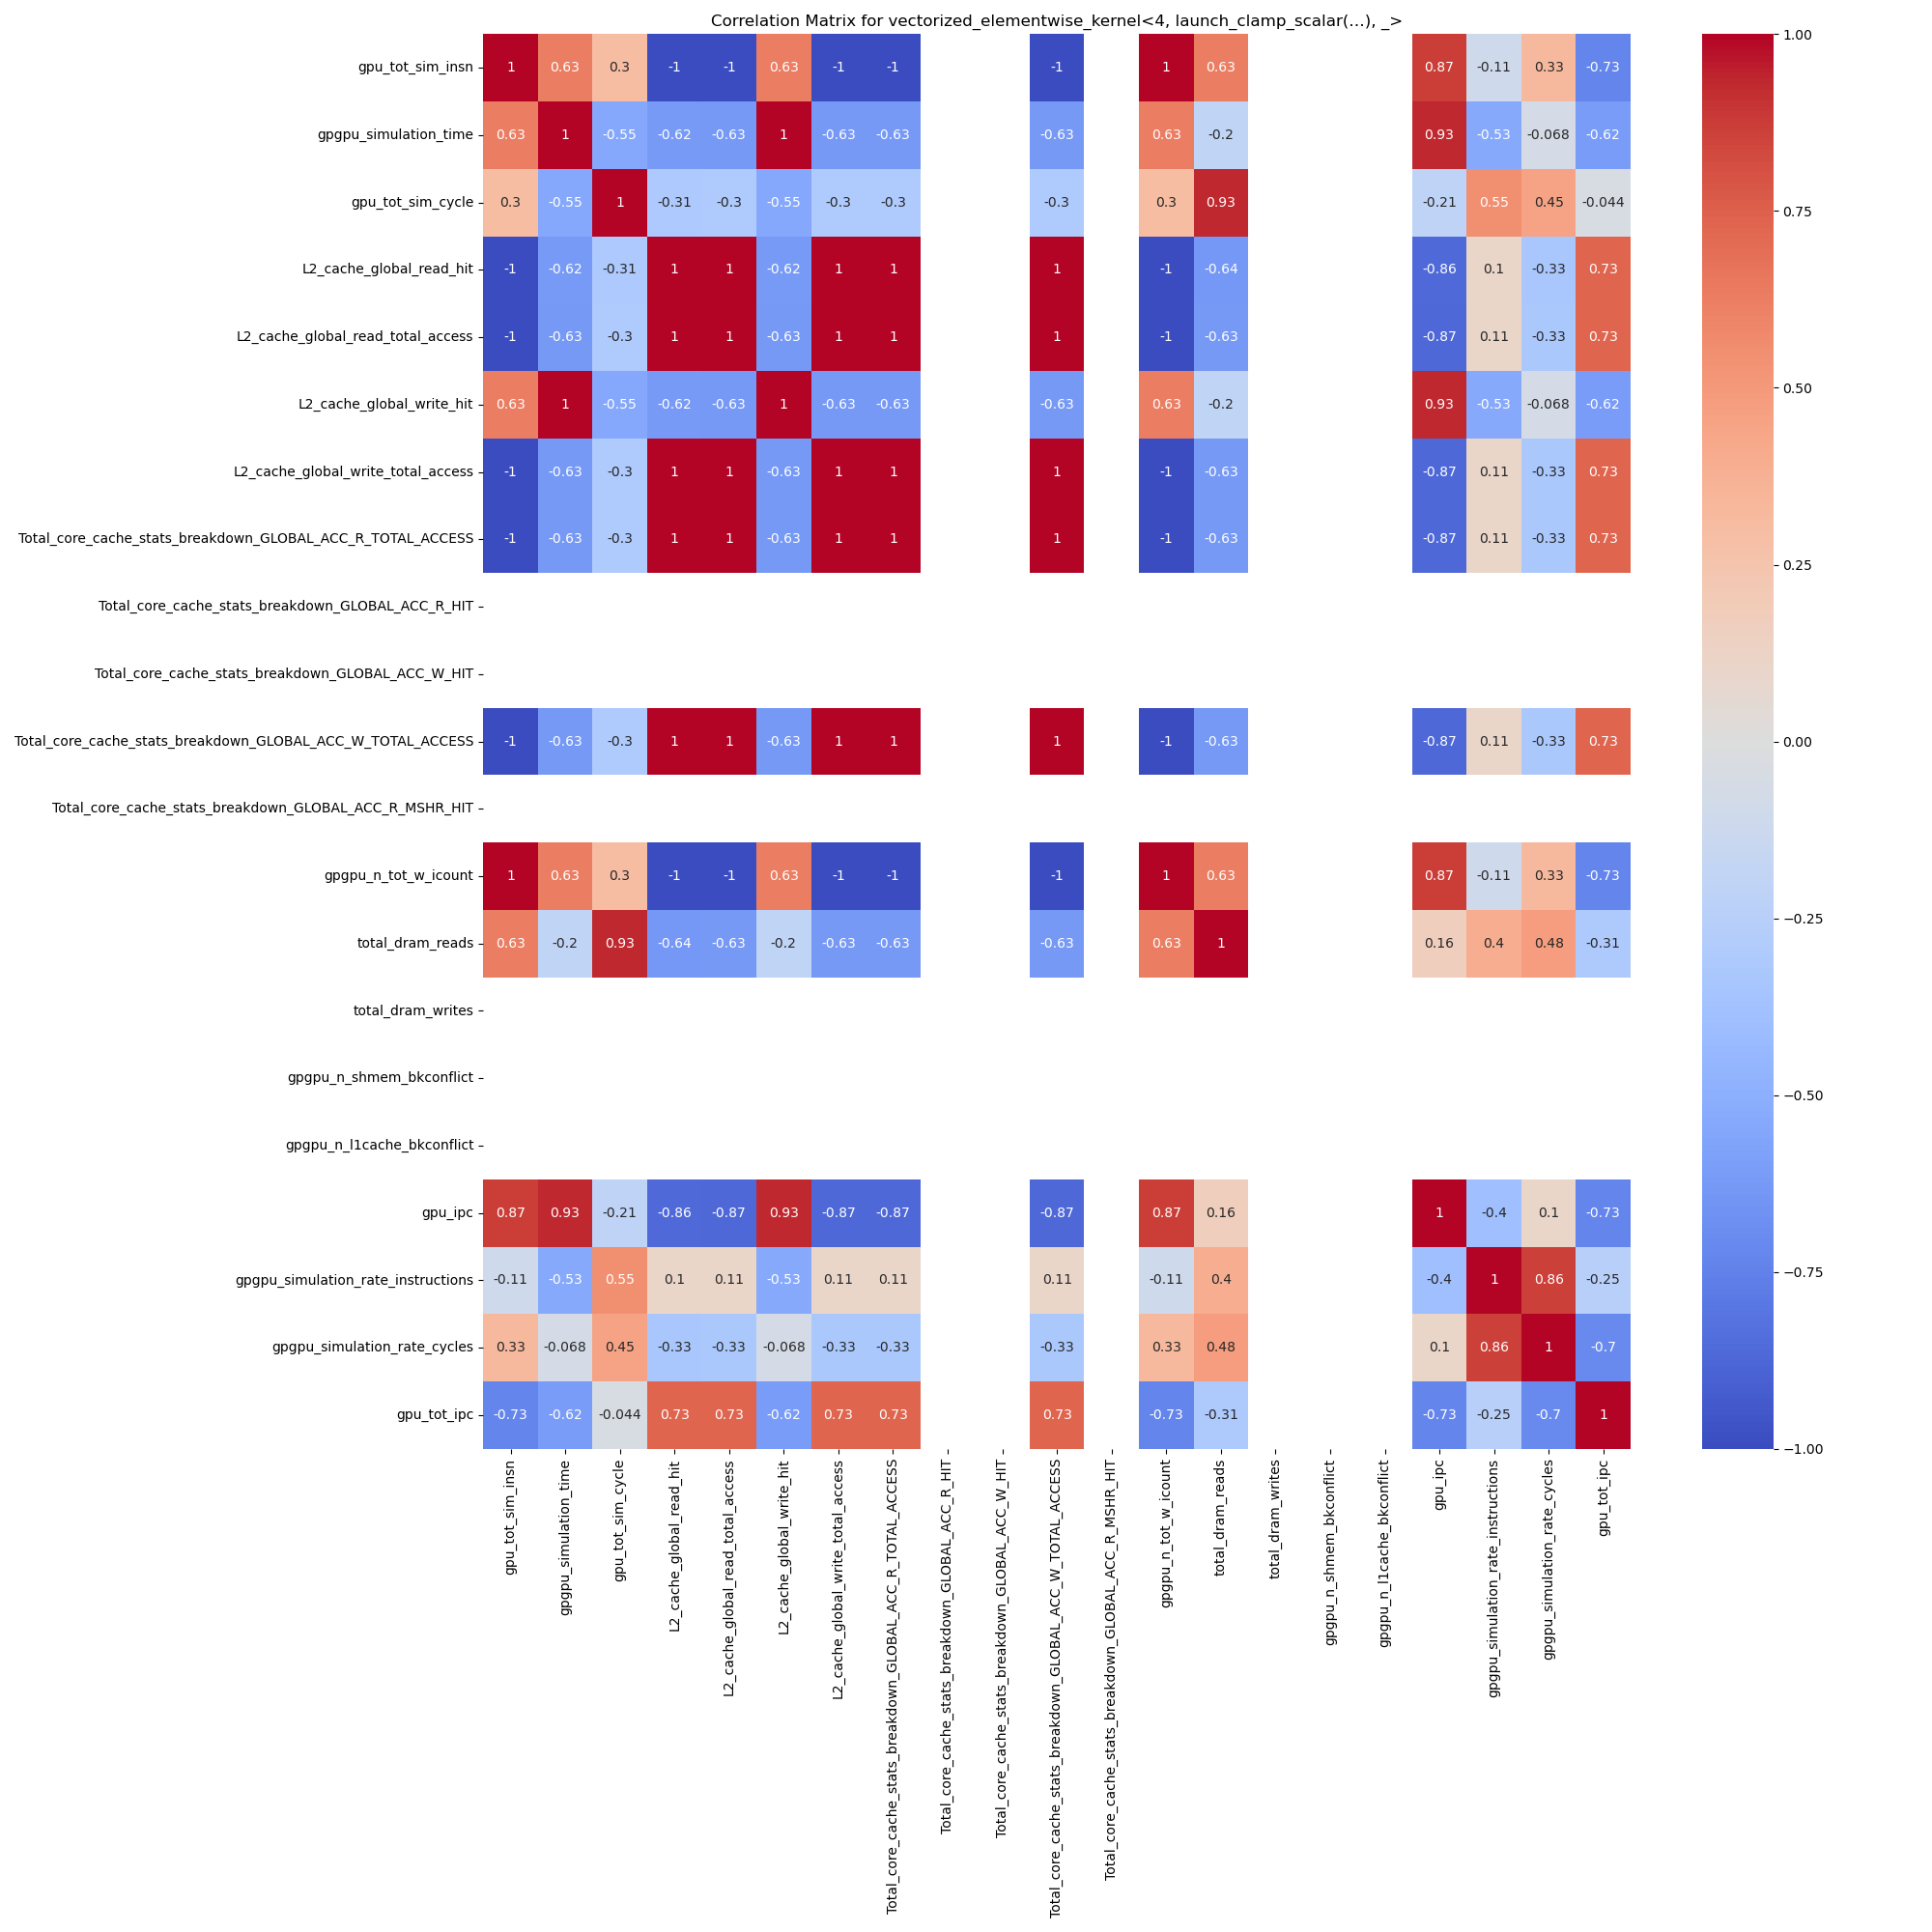 Correlation Matrix for vectorized_elementwise_kernel<4, launch_clamp_scalar(...), _>
gpu_tot_sim_insn 1 0.63 0.3 -1 -1 0.63 -1 -1 -1 1 0.63 0.87 -0.11 0.33 -0.73
gpgpu_simulation_time 0.63 1 -0.55 -0.62 -0.63 1 -0.63 -0.63 -0.63 0.63 -0.2 0.93 -0.53 -0.068 -0.62
gpu_tot_sim_cycle 0.3 -0.55 1 -0.31 -0.3 -0.55 -0.3 -0.3 -0.3 0.3 0.93 -0.21 0.55 0.45 -0.044
L2_cache_global_read_hit -1 -0.62 -0.31 1 1 -0.62 1 1 1 -1 -0.64 -0.86 0.1 -0.33 0.73
L2_cache_global_read_total_access -1 -0.63 -0.3 1 1 -0.63 1 1 1 -1 -0.63 -0.87 0.11 -0.33 0.73
L2_cache_global_write_hit 0.63 1 -0.55 -0.62 -0.63 1 -0.63 -0.63 -0.63 0.63 -0.2 0.93 -0.53 -0.068 -0.62
L2_cache_global_write_total_access -1 -0.63 -0.3 1 1 -0.63 1 1 1 -1 -0.63 -0.87 0.11 -0.33 0.73
Total_core_cache_stats_breakdown_GLOBAL_ACC_R_TOTAL_ACCESS -1 -0.63 -0.3 1 1 -0.63 1 1 1 -1 -0.63 -0.87 0.11 -0.33 0.73
Total_core_cache_stats_breakdown_GLOBAL_ACC_R_HIT
Total_core_cache_stats_breakdown_GLOBAL_ACC_W_HIT
Total_core_cache_stats_breakdown_GLOBAL_ACC_W_TOTAL_ACCESS -1 -0.63 -0.3 1 1 -0.63 1 1 1 -1 -0.63 -0.87 0.11 -0.33 0.73
Total_core_cache_stats_breakdown_GLOBAL_ACC_R_MSHR_HIT
gpgpu_n_tot_w_icount 1 0.63 0.3 -1 -1 0.63 -1 -1 -1 1 0.63 0.87 -0.11 0.33 -0.73
total_dram_reads 0.63 -0.2 0.93 -0.64 -0.63 -0.2 -0.63 -0.63 -0.63 0.63 1 0.16 0.4 0.48 -0.31
total_dram_writes
gpgpu_n_shmem_bkconflict
gpgpu_n_l1cache_bkconflict
gpu_ipc 0.87 0.93 -0.21 -0.86 -0.87 0.93 -0.87 -0.87 -0.87 0.87 0.16 1 -0.4 0.1 -0.73
gpgpu_simulation_rate_instructions -0.11 -0.53 0.55 0.1 0.11 -0.53 0.11 0.11 0.11 -0.11 0.4 -0.4 1 0.86 -0.25
gpgpu_simulation_rate_cycles 0.33 -0.068 0.45 -0.33 -0.33 -0.068 -0.33 -0.33 -0.33 0.33 0.48 0.1 0.86 1 -0.7
gpu_tot_ipc -0.73 -0.62 -0.044 0.73 0.73 -0.62 0.73 0.73 0.73 -0.73 -0.31 -0.73 -0.25 -0.7 1
gpu_tot_sim_insn
gpgpu_simulation_time
gpu_tot_sim_cycle
L2_cache_global_read_hit
L2_cache_global_read_total_access
L2_cache_global_write_hit
L2_cache_global_write_total_access
Total_core_cache_stats_breakdown_GLOBAL_ACC_R_TOTAL_ACCESS
Total_core_cache_stats_breakdown_GLOBAL_ACC_R_HIT
Total_core_cache_stats_breakdown_GLOBAL_ACC_W_HIT
Total_core_cache_stats_breakdown_GLOBAL_ACC_W_TOTAL_ACCESS
Total_core_cache_stats_breakdown_GLOBAL_ACC_R_MSHR_HIT
gpgpu_n_tot_w_icount
total_dram_reads
total_dram_writes
gpgpu_n_shmem_bkconflict
gpgpu_n_l1cache_bkconflict
gpu_ipc
gpgpu_simulation_rate_instructions
gpgpu_simulation_rate_cycles
gpu_tot_ipc
1.00
0.75
0.50
0.25
0.00
−0.25
−0.50
−0.75
−1.00